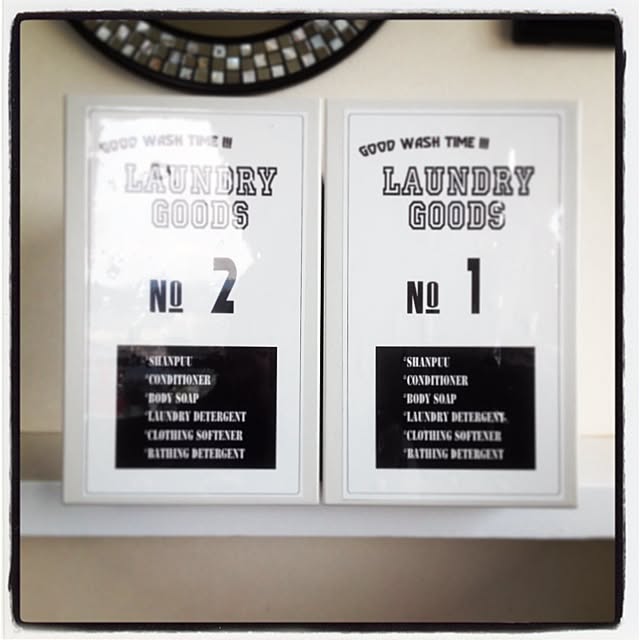 GOOD WASH TIME !!!
LAUNDRY
GOODS
No 2
*SHANPUU
*CONDITIONER
*BODY SOAP
*LAUNDRY DETERGENT
*CLOTHING SOFTENER
*BATHING DETERGENT
GOOD WASH TIME !!!
LAUNDRY
GOODS
No 1
*SHANPUU
*CONDITIONER
*BODY SOAP
*LAUNDRY DETERGENT
*CLOTHING SOFTENER
*BATHING DETERGENT